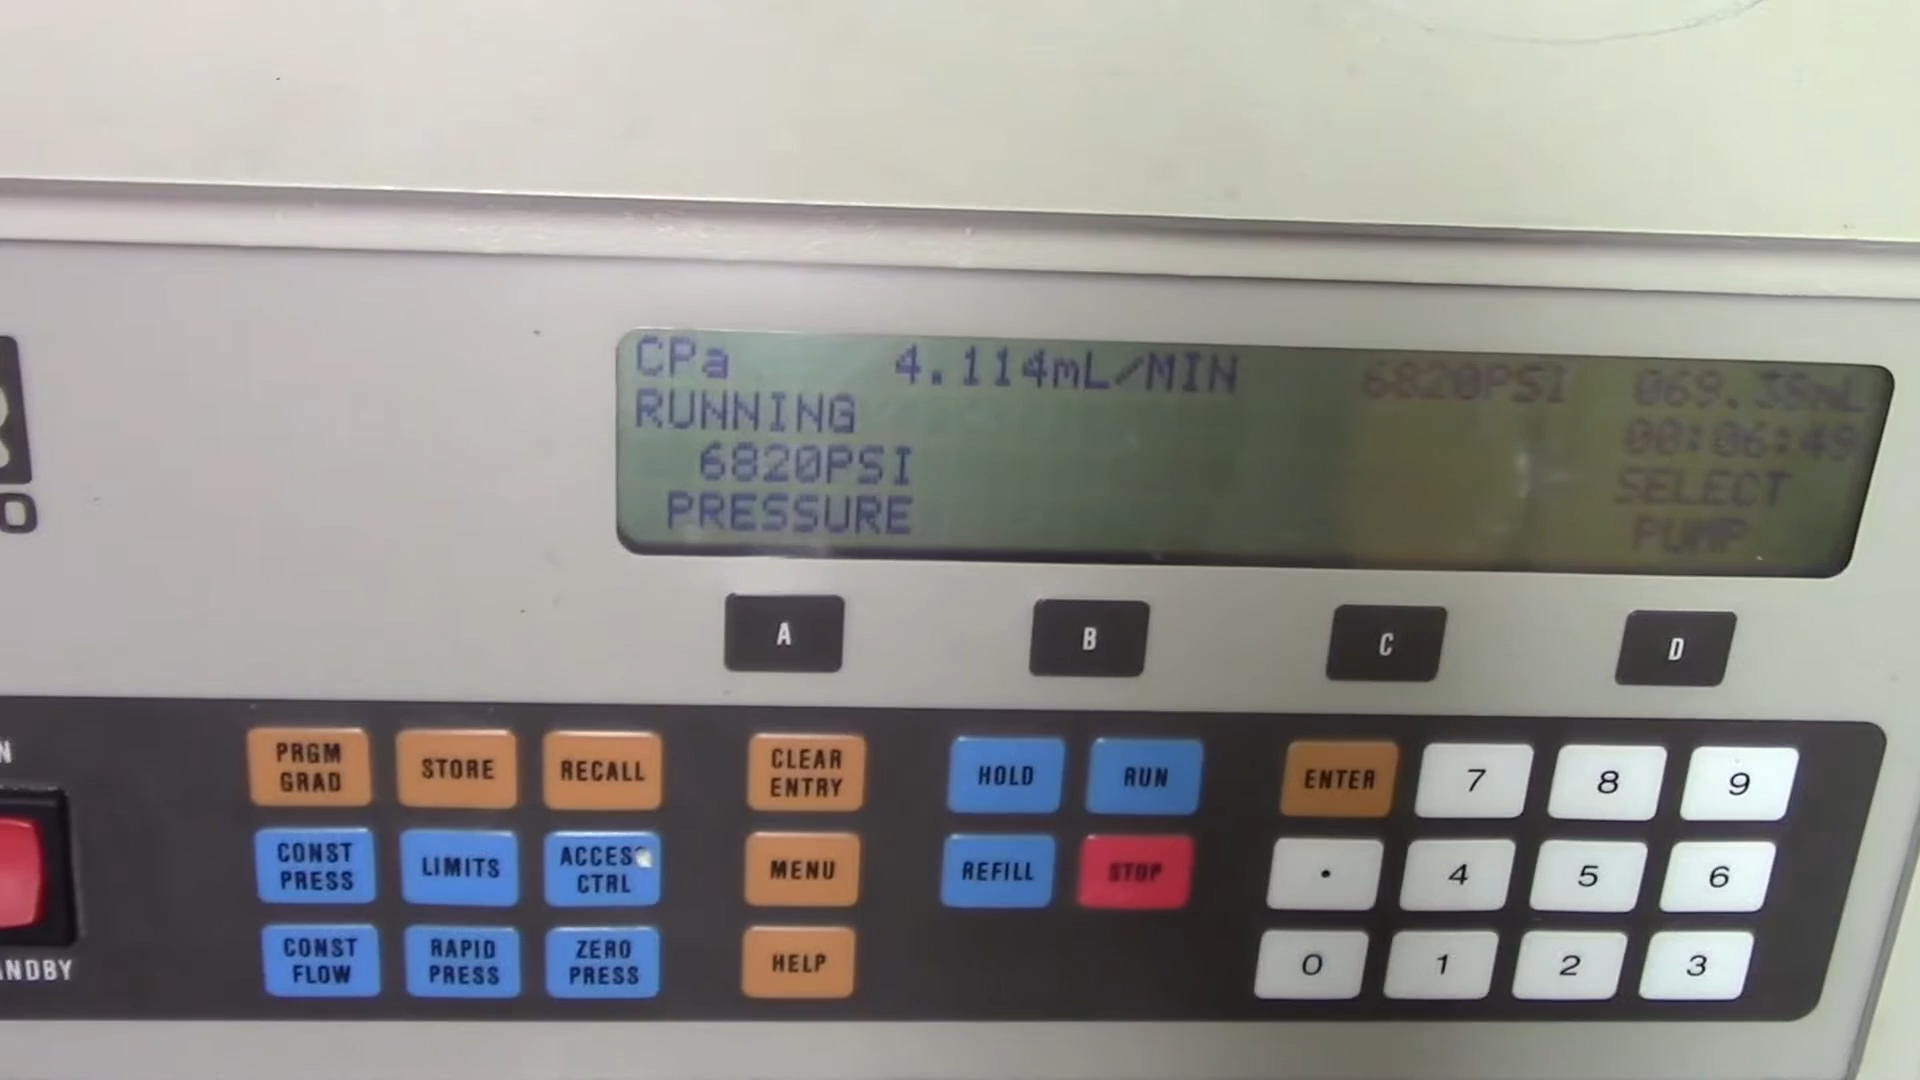 CPa 4.114mL/MIN 6820PSI 069.38mL
RUNNING 00:06:49
6820PSI SELECT
PRESSURE PUMP
A B C D
PRGM GRAD
STORE
RECALL
CLEAR ENTRY
HOLD
RUN
ENTER
7
8
9
CONST PRESS
LIMITS
ACCESS CTRL
MENU
REFILL
STOP
.
4
5
6
CONST FLOW
RAPID PRESS
ZERO PRESS
HELP
0
1
2
3